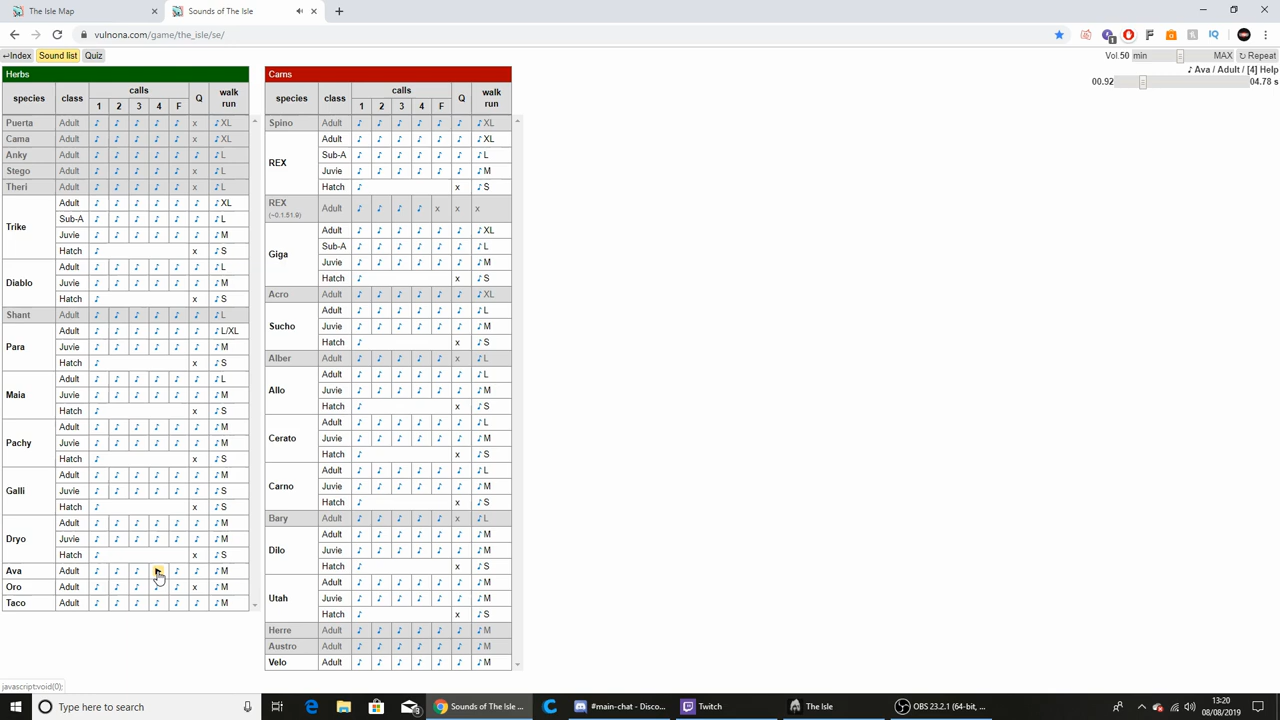 The Isle Map
Sounds of The Isle
vulnona.com/game/the_isle/se/
↵Index Sound list Quiz
Vol.50 min MAX ↻ Repeat
♪ Ava / Adult / [4] Help
00.92 04.78 s
Herbs
species class calls Q walk run
1 2 3 4 F
Puerta Adult ♪ ♪ ♪ ♪ ♪ x ♪ XL
Cama Adult ♪ ♪ ♪ ♪ ♪ x ♪ XL
Anky Adult ♪ ♪ ♪ ♪ ♪ ♪ ♪ L
Stego Adult ♪ ♪ ♪ ♪ ♪ x ♪ L
Theri Adult ♪ ♪ ♪ ♪ ♪ x ♪ L
Trike Adult ♪ ♪ ♪ ♪ ♪ ♪ ♪ XL
Sub-A ♪ ♪ ♪ ♪ ♪ ♪ ♪ L
Juvie ♪ ♪ ♪ ♪ ♪ ♪ ♪ M
Hatch ♪ x ♪ S
Diablo Adult ♪ ♪ ♪ ♪ ♪ ♪ ♪ L
Juvie ♪ ♪ ♪ ♪ ♪ ♪ ♪ M
Hatch ♪ x ♪ S
Shant Adult ♪ ♪ ♪ ♪ ♪ ♪ ♪ L
Para Adult ♪ ♪ ♪ ♪ ♪ ♪ ♪ L/XL
Juvie ♪ ♪ ♪ ♪ ♪ ♪ ♪ M
Hatch ♪ x ♪ S
Maia Adult ♪ ♪ ♪ ♪ ♪ ♪ ♪ L
Juvie ♪ ♪ ♪ ♪ ♪ ♪ ♪ M
Hatch ♪ x ♪ S
Pachy Adult ♪ ♪ ♪ ♪ ♪ ♪ ♪ M
Juvie ♪ ♪ ♪ ♪ ♪ ♪ ♪ M
Hatch ♪ x ♪ S
Galli Adult ♪ ♪ ♪ ♪ ♪ ♪ ♪ M
Juvie ♪ ♪ ♪ ♪ ♪ ♪ ♪ S
Hatch ♪ x ♪ S
Dryo Adult ♪ ♪ ♪ ♪ ♪ ♪ ♪ M
Juvie ♪ ♪ ♪ ♪ ♪ ♪ ♪ M
Hatch ♪ x ♪ S
Ava Adult ♪ ♪ ♪ ▶ ♪ ♪ ♪ M
Oro Adult ♪ ♪ ♪ ♪ ♪ x ♪ M
Taco Adult ♪ ♪ ♪ ♪ ♪ ♪ ♪ M
Carns
species class calls Q walk run
1 2 3 4 F
Spino Adult ♪ ♪ ♪ ♪ ♪ ♪ ♪ XL
REX Adult ♪ ♪ ♪ ♪ ♪ ♪ ♪ XL
Sub-A ♪ ♪ ♪ ♪ ♪ ♪ ♪ L
Juvie ♪ ♪ ♪ ♪ ♪ ♪ ♪ M
Hatch ♪ x ♪ S
REX (~0.1.51.9) Adult ♪ ♪ ♪ ♪ x x x
Giga Adult ♪ ♪ ♪ ♪ ♪ ♪ ♪ XL
Sub-A ♪ ♪ ♪ ♪ ♪ ♪ ♪ L
Juvie ♪ ♪ ♪ ♪ ♪ ♪ ♪ M
Hatch ♪ x ♪ S
Acro Adult ♪ ♪ ♪ ♪ ♪ ♪ ♪ XL
Sucho Adult ♪ ♪ ♪ ♪ ♪ ♪ ♪ L
Juvie ♪ ♪ ♪ ♪ ♪ ♪ ♪ M
Hatch ♪ x ♪ S
Alber Adult ♪ ♪ ♪ ♪ ♪ x ♪ L
Allo Adult ♪ ♪ ♪ ♪ ♪ ♪ ♪ L
Juvie ♪ ♪ ♪ ♪ ♪ ♪ ♪ M
Hatch ♪ x ♪ S
Cerato Adult ♪ ♪ ♪ ♪ ♪ ♪ ♪ L
Juvie ♪ ♪ ♪ ♪ ♪ ♪ ♪ M
Hatch ♪ x ♪ S
Carno Adult ♪ ♪ ♪ ♪ ♪ ♪ ♪ L
Juvie ♪ ♪ ♪ ♪ ♪ ♪ ♪ M
Hatch ♪ x ♪ S
Bary Adult ♪ ♪ ♪ ♪ ♪ x ♪ L
Dilo Adult ♪ ♪ ♪ ♪ ♪ ♪ ♪ M
Juvie ♪ ♪ ♪ ♪ ♪ ♪ ♪ M
Hatch ♪ x ♪ S
Utah Adult ♪ ♪ ♪ ♪ ♪ ♪ ♪ M
Juvie ♪ ♪ ♪ ♪ ♪ ♪ ♪ M
Hatch ♪ x ♪ S
Herre Adult ♪ ♪ ♪ ♪ ♪ ♪ ♪ M
Austro Adult ♪ ♪ ♪ ♪ ♪ ♪ ♪ M
Velo Adult ♪ ♪ ♪ ♪ ♪ ♪ ♪ M
javascript:void(0);
Type here to search
Sounds of The Isle ...
#main-chat - Disco...
Twitch
The Isle
OBS 23.2.1 (64-bit, ...
13:20
08/08/2019